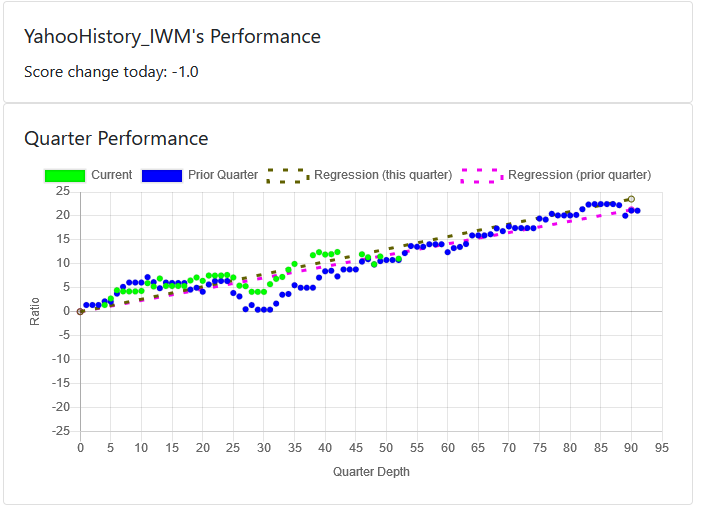 YahooHistory_IWM's Performance
Score change today: -1.0
Quarter Performance
Current Prior Quarter Regression (this quarter) Regression (prior quarter)
25
20
15
10
5
0
-5
-10
-15
-20
-25
Ratio
0 5 10 15 20 25 30 35 40 45 50 55 60 65 70 75 80 85 90 95
Quarter Depth